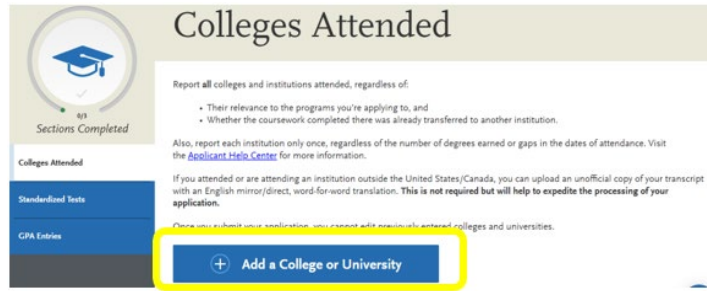 Colleges Attended
0/3
Sections Completed
Colleges Attended
Standardized Tests
GPA Entries
Report all colleges and institutions attended, regardless of:
• Their relevance to the programs you're applying to, and
• Whether the coursework completed there was already transferred to another institution.
Also, report each institution only once, regardless of the number of degrees earned or gaps in the dates of attendance. Visit
the Applicant Help Center for more information.
If you attended or are attending an institution outside the United States/Canada, you can upload an unofficial copy of your transcript
with an English mirror/direct, word-for-word translation. This is not required but will help to expedite the processing of your
application.
Once you submit your application, you cannot edit previously entered colleges and universities.
Add a College or University